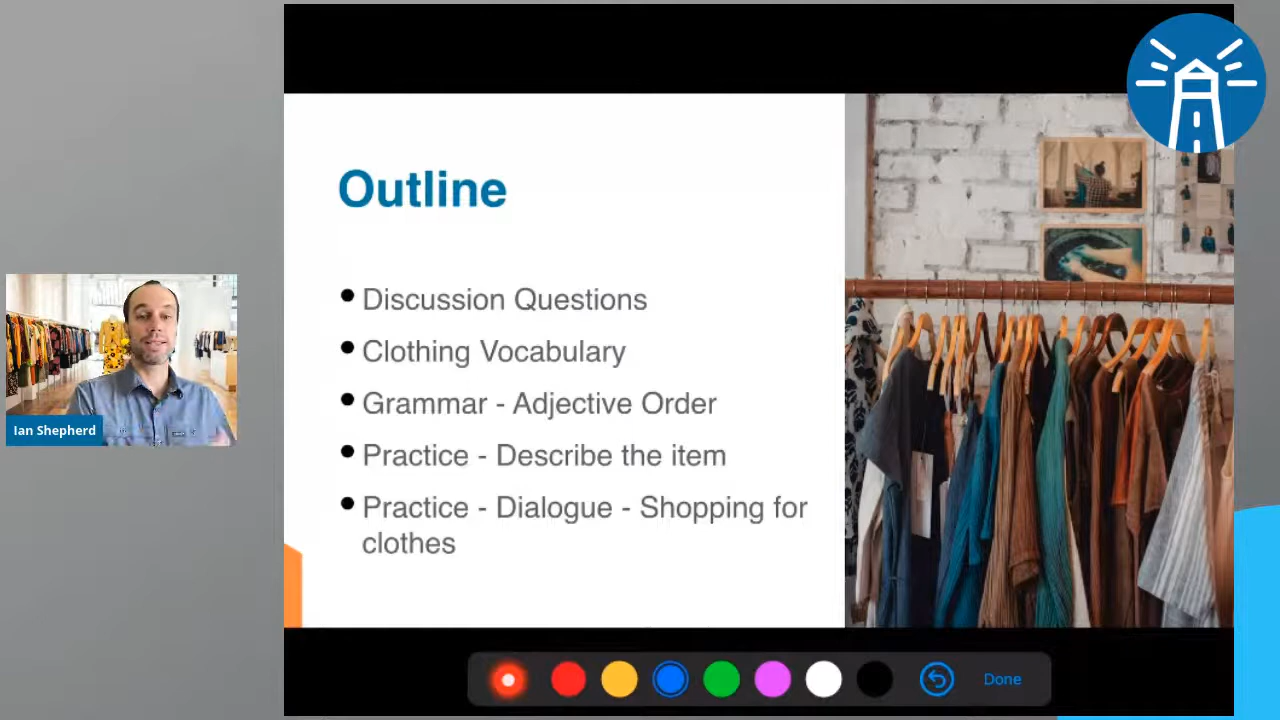 Outline
Discussion Questions
Clothing Vocabulary
Grammar - Adjective Order
Practice - Describe the item
Practice - Dialogue - Shopping for
clothes
Ian Shepherd
Done